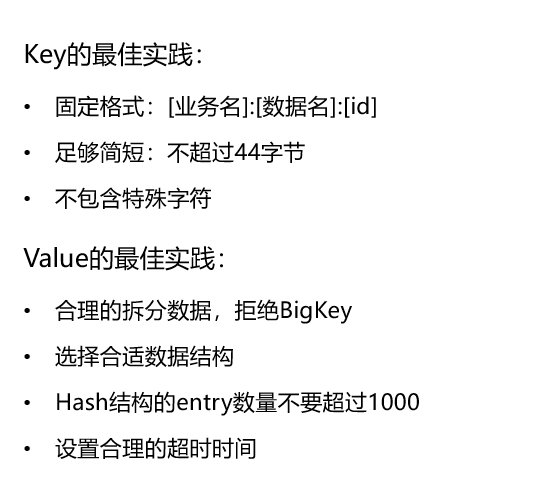 Key的最佳实践：
• 固定格式：[业务名]:[数据名]:[id]
• 足够简短：不超过44字节
• 不包含特殊字符
Value的最佳实践：
• 合理的拆分数据，拒绝BigKey
• 选择合适数据结构
• Hash结构的entry数量不要超过1000
• 设置合理的超时时间